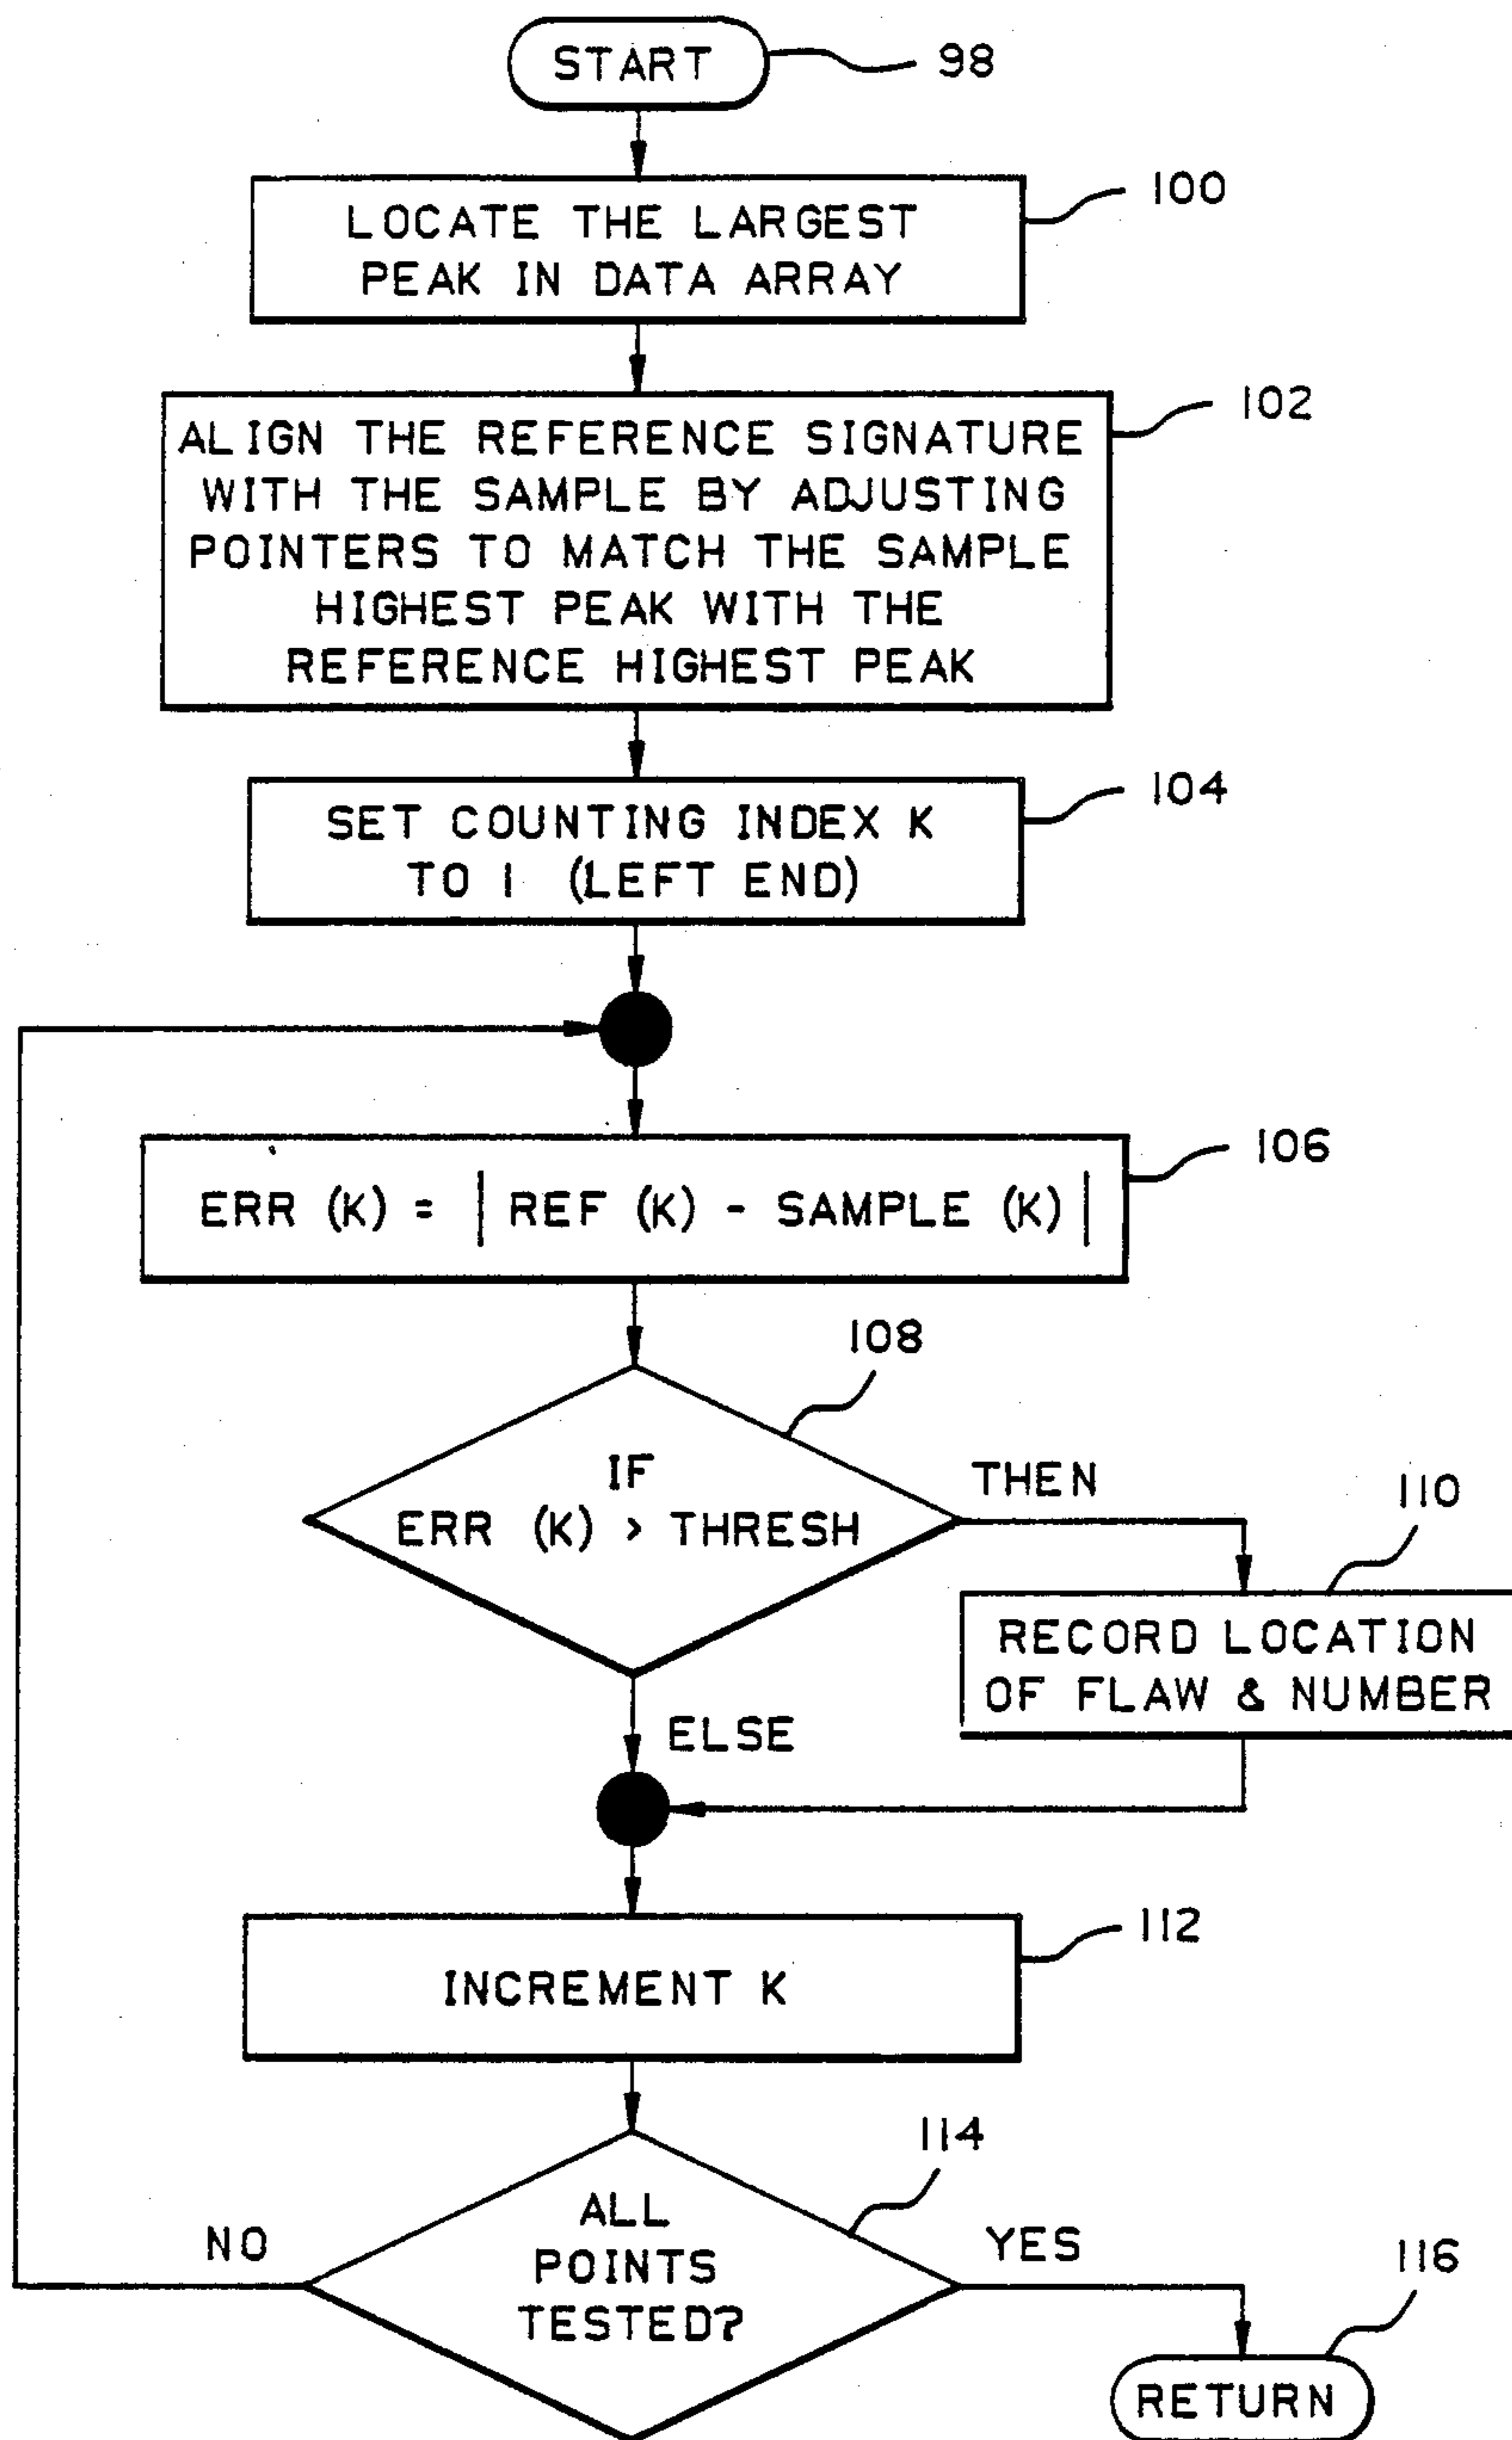 START
98
100
LOCATE THE LARGEST
PEAK IN DATA ARRAY
102
ALIGN THE REFERENCE SIGNATURE
WITH THE SAMPLE BY ADJUSTING
POINTERS TO MATCH THE SAMPLE
HIGHEST PEAK WITH THE
REFERENCE HIGHEST PEAK
104
SET COUNTING INDEX K
TO 1 (LEFT END)
106
ERR (K) = | REF (K) - SAMPLE (K) |
108
IF
ERR (K) > THRESH
THEN
110
RECORD LOCATION
OF FLAW & NUMBER
ELSE
112
INCREMENT K
114
ALL
POINTS
TESTED?
NO
YES
116
RETURN